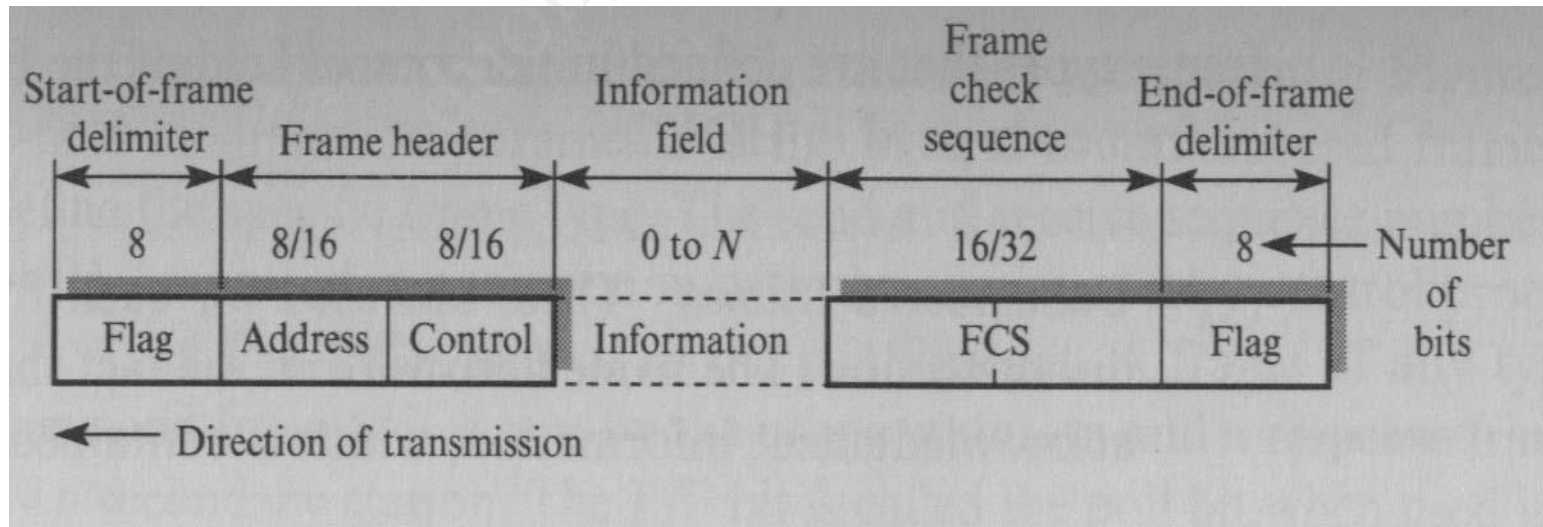 Start-of-frame
delimiter
Frame header
Information
field
Frame
check
sequence
End-of-frame
delimiter
8
8/16
8/16
0 to N
16/32
8
Number
of
bits
Flag
Address
Control
Information
FCS
Flag
Direction of transmission